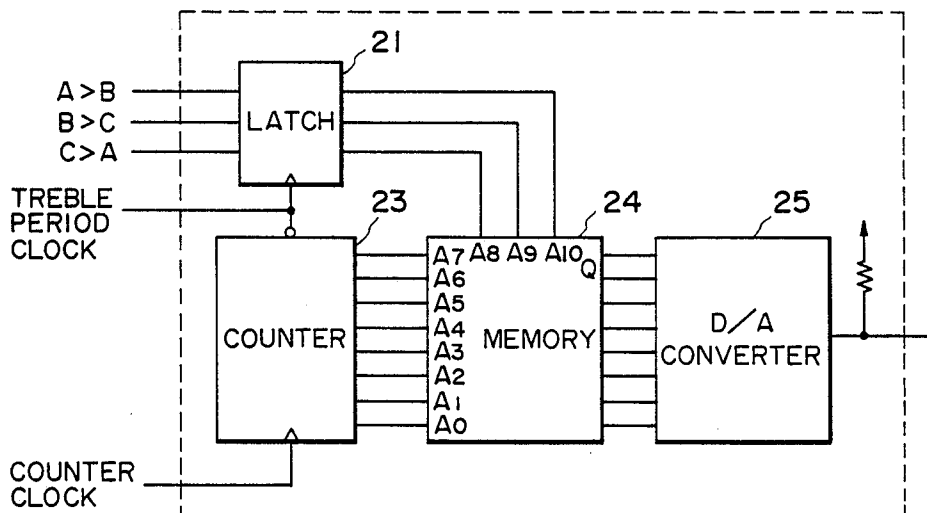 21
A>B
B>C
C>A
LATCH
TREBLE
PERIOD
CLOCK
23
24
25
A7 A8 A9 A10
Q
A6
A5
A4
A3
A2
A1
A0
COUNTER
MEMORY
D/A
CONVERTER
COUNTER
CLOCK